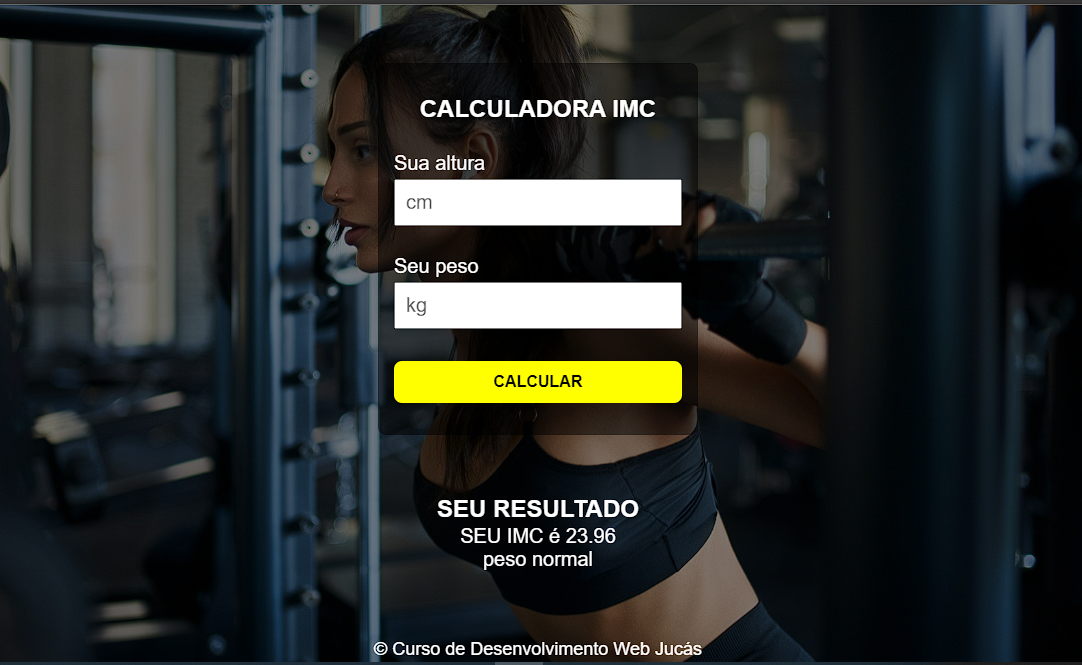 CALCULADORA IMC
Sua altura
cm
Seu peso
kg
CALCULAR
SEU RESULTADO
SEU IMC é 23.96
peso normal
© Curso de Desenvolvimento Web Jucás